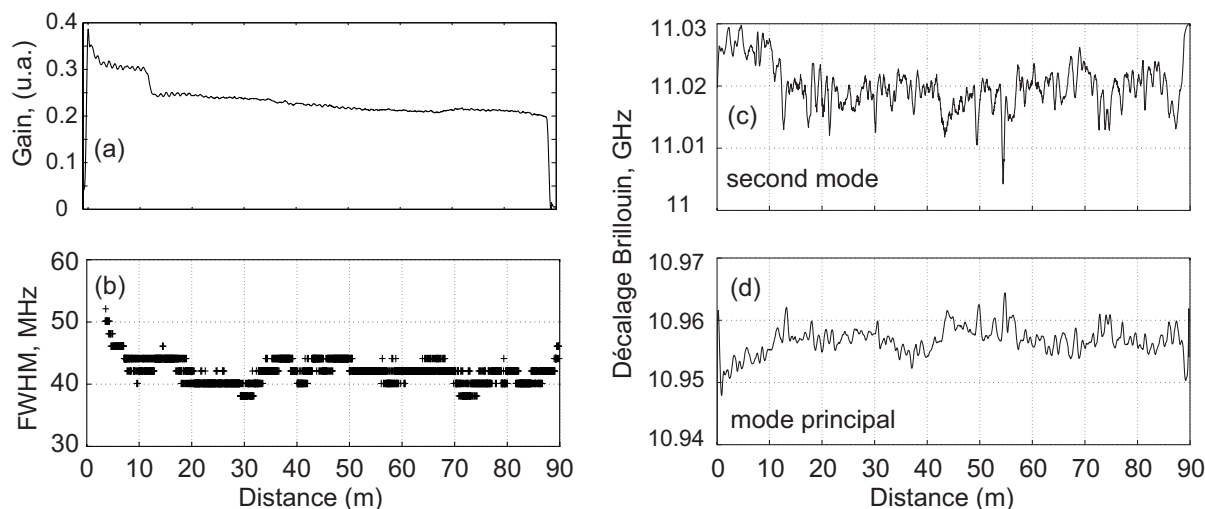 0.4
0.3
0.2
0.1
0
Gain, (u.a.)
(a)
60
50
40
30
FWHM, MHz
(b)
0 10 20 30 40 50 60 70 80 90
Distance (m)
Décalage Brillouin, GHz
11.03
11.02
11.01
11
(c)
second mode
10.97
10.96
10.95
10.94
(d)
mode principal
0 10 20 30 40 50 60 70 80 90
Distance (m)